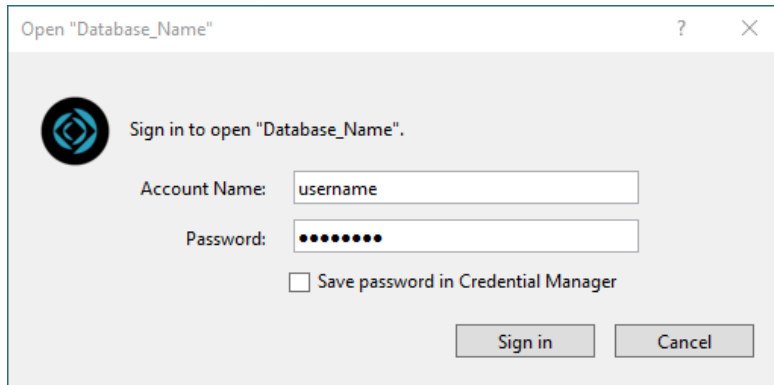 Open "Database_Name"
?
Sign in to open "Database_Name".
Account Name: username
Password: ●●●●●●●●
Save password in Credential Manager
Sign in Cancel